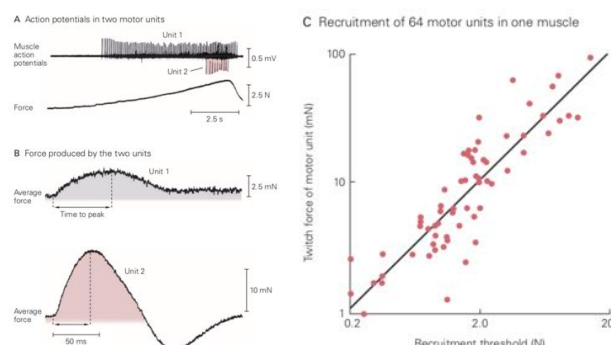 A Action potentials in two motor units
Muscle
action
potentials
Unit 1
Unit 2
0.5 mV
Force
2.5 N
2.5 s
B Force produced by the two units
Average
force
Unit 1
2.5 mN
Time to peak
Unit 2
Average
force
10 mN
50 ms
C Recruitment of 64 motor units in one muscle
Twitch force of motor unit (mN)
100
10
1
0.2
2.0
20
Recruitment threshold (N)